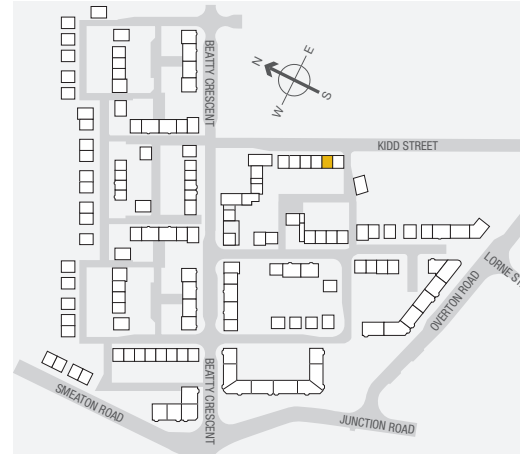 BEATTY CRESCENT
N
E
W
S
KIDD STREET
OVERTON ROAD
LORNE ST
BEATTY CRESCENT
SMEATON ROAD
JUNCTION ROAD